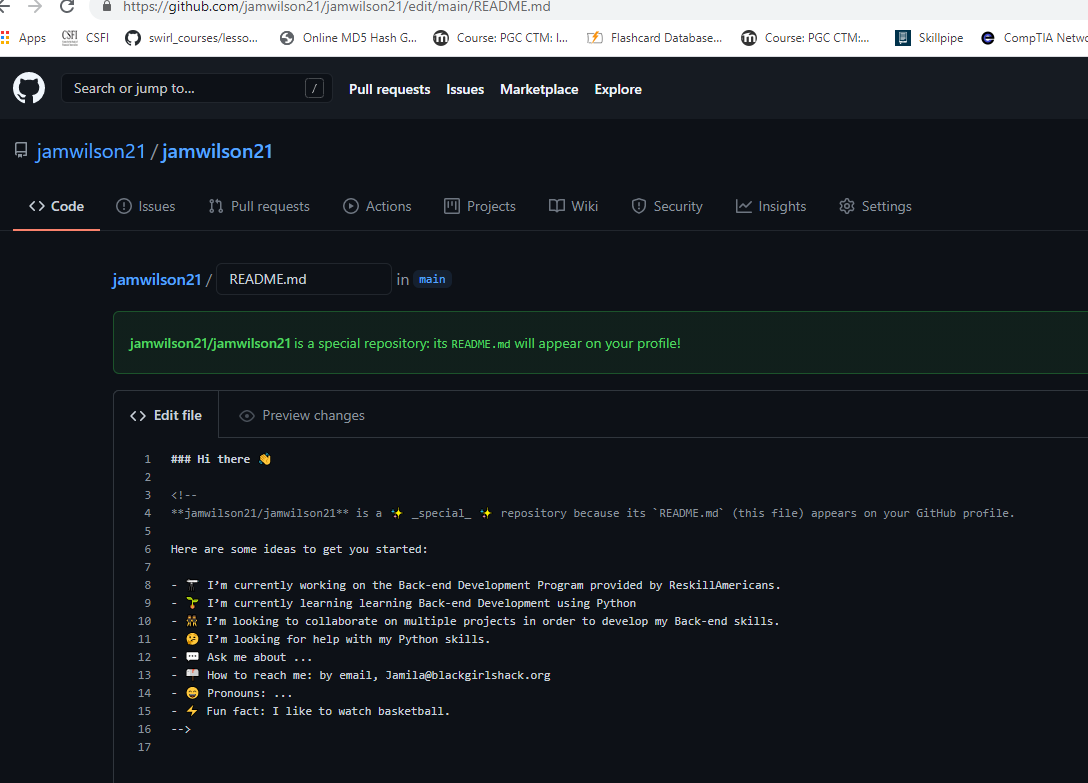 https://github.com/jamwilson21/jamwilson21/edit/main/README.md
Apps CSFI CSFI swirl_courses/lesso... Online MD5 Hash G... m Course: PGC CTM: I... Flashcard Database... m Course: PGC CTM:... Skillpipe e CompTIA Netwo
Search or jump to... / Pull requests Issues Marketplace Explore
jamwilson21 / jamwilson21
<> Code Issues Pull requests Actions Projects Wiki Security Insights Settings
jamwilson21 / README.md in main
jamwilson21/jamwilson21 is a special repository: its README.md will appear on your profile!
<> Edit file Preview changes
1 ### Hi there 👋
2
3 <!--
4 **jamwilson21/jamwilson21** is a ✨ _special_ ✨ repository because its `README.md` (this file) appears on your GitHub profile.
5
6 Here are some ideas to get you started:
7
8 - 🔭 I’m currently working on the Back-end Development Program provided by ReskillAmericans.
9 - 🌱 I’m currently learning learning Back-end Development using Python
10 - 👯 I’m looking to collaborate on multiple projects in order to develop my Back-end skills.
11 - 🤔 I’m looking for help with my Python skills.
12 - 💬 Ask me about ...
13 - 📫 How to reach me: by email, Jamila@blackgirlshack.org
14 - 😄 Pronouns: ...
15 - ⚡ Fun fact: I like to watch basketball.
16 -->
17